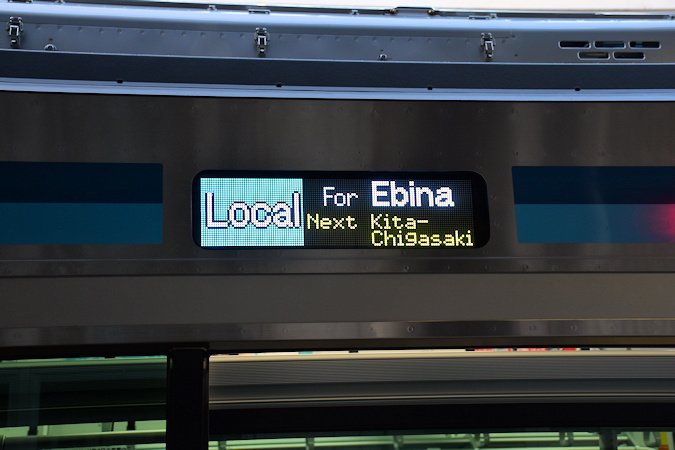 Local For Ebina
Next Kita-
Chigasaki